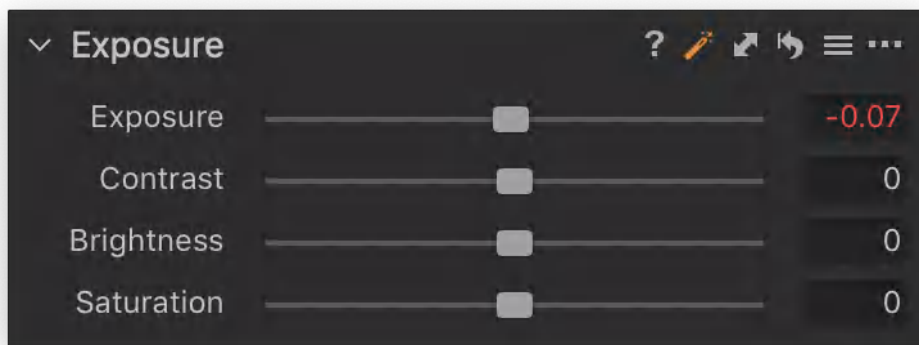 Exposure ?
Exposure -0.07
Contrast 0
Brightness 0
Saturation 0